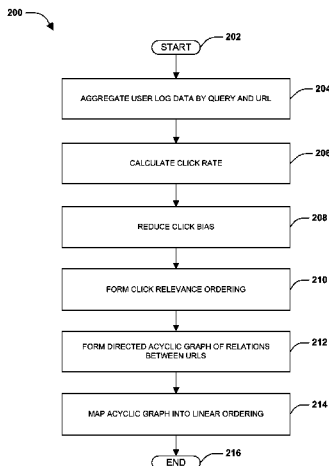 200
START
202
AGGREGATE USER LOG DATA BY QUERY AND URL
204
CALCULATE CLICK RATE
206
REDUCE CLICK BIAS
208
FORM CLICK RELEVANCE ORDERING
210
FORM DIRECTED ACYCLIC GRAPH OF RELATIONS
BETWEEN URLS
212
MAP ACYCLIC GRAPH INTO LINEAR ORDERING
214
END
216